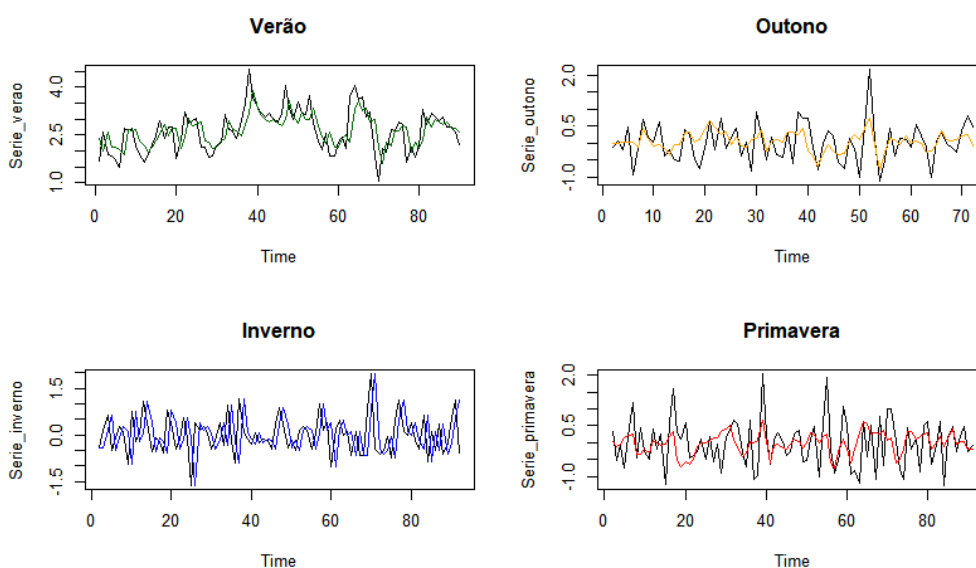 Verão
Serie_verao
1.0 2.5 4.0
0 20 40 60 80
Time
Outono
Serie_outono
-1.0 0.5 2.0
0 10 20 30 40 50 60 70
Time
Inverno
Serie_inverno
-1.5 0.0 1.5
0 20 40 60 80
Time
Primavera
Serie_primavera
-1.0 0.5 2.0
0 20 40 60 80
Time